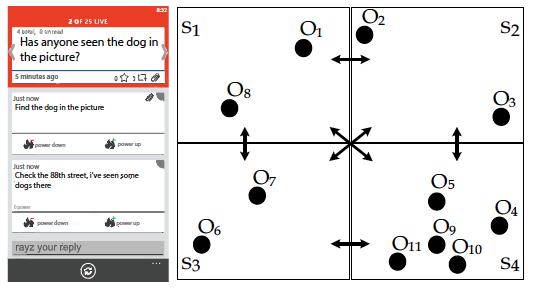 8:32
2 OF 25 LIVE
4 total, 0 unread
Has anyone seen the dog in
the picture?
5 minutes ago
Just now
Find the dog in the picture
power down
power up
Just now
Check the 88th street, i've seen some
dogs there
0 power
power down
power up
rayz your reply
...
S1
O1
O2
S2
O8
O3
O7
O5
O4
O6
O9
O11
O10
S3
S4